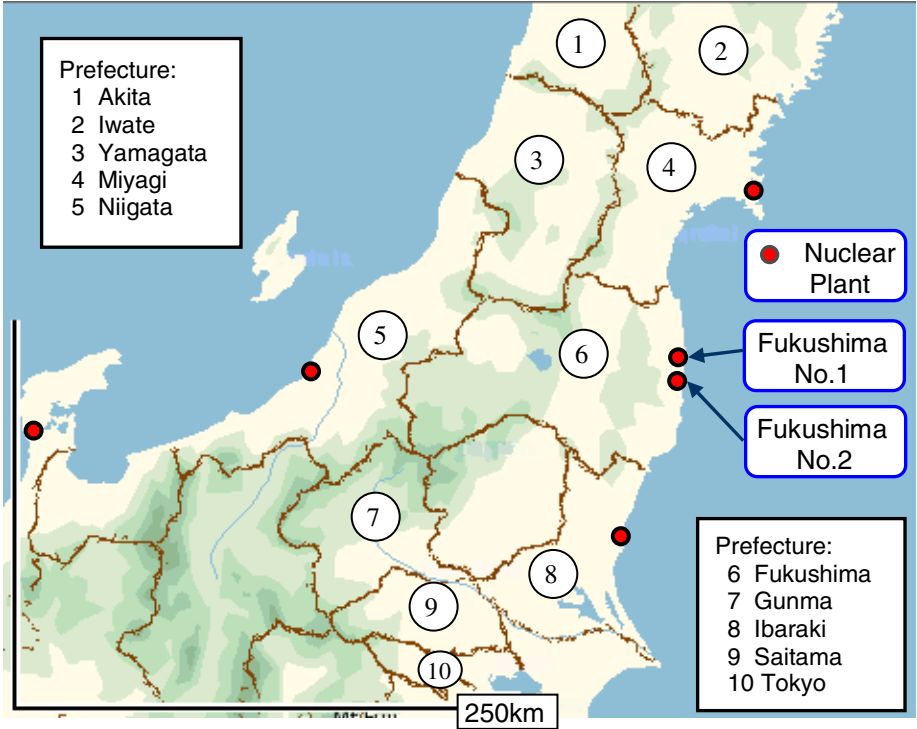 Prefecture:
1 Akita
2 Iwate
3 Yamagata
4 Miyagi
5 Niigata
1
2
3
4
Nuclear
Plant
5
6
Fukushima
No.1
Fukushima
No.2
7
8
9
10
Prefecture:
6 Fukushima
7 Gunma
8 Ibaraki
9 Saitama
10 Tokyo
250km